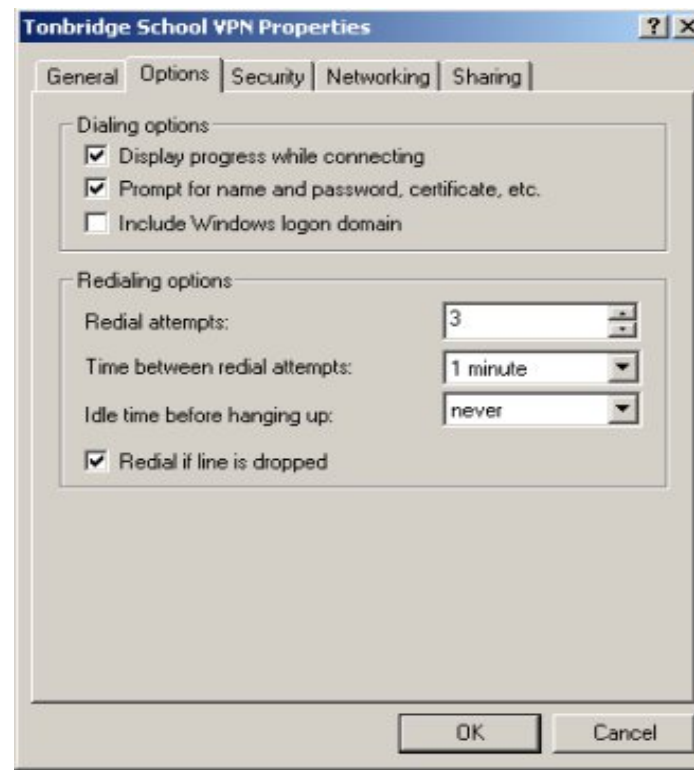 Tonbridge School VPN Properties
General Options Security Networking Sharing
Dialing options
Display progress while connecting
Prompt for name and password, certificate, etc.
Include Windows logon domain
Redialing options
Redial attempts: 3
Time between redial attempts: 1 minute
Idle time before hanging up: never
Redial if line is dropped
OK Cancel